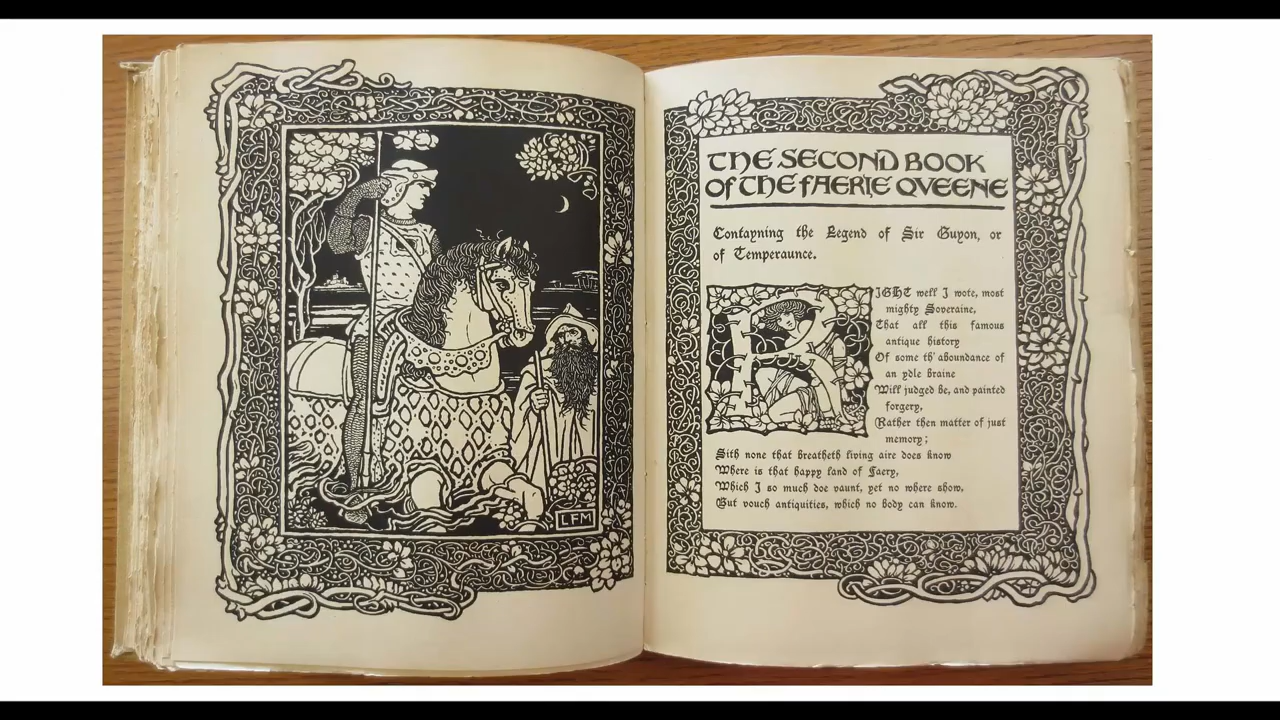 LFM
THE SECOND BOOK
OF THE FAERIE QVEENE
Contayning the Legend of Sir Guyon, or
of Temperaunce.
RIGHT well I wote, most
mighty Soveraine,
That all this famous
antique history
Of some th' aboundance of
an ydle braine
Will judged be, and painted
forgery,
Rather then matter of just
memory;
Sith none that breatheth living aire does know
Where is that happy land of Faery,
Which I so much doe vaunt, yet no where show,
But vouch antiquities, which no body can know.